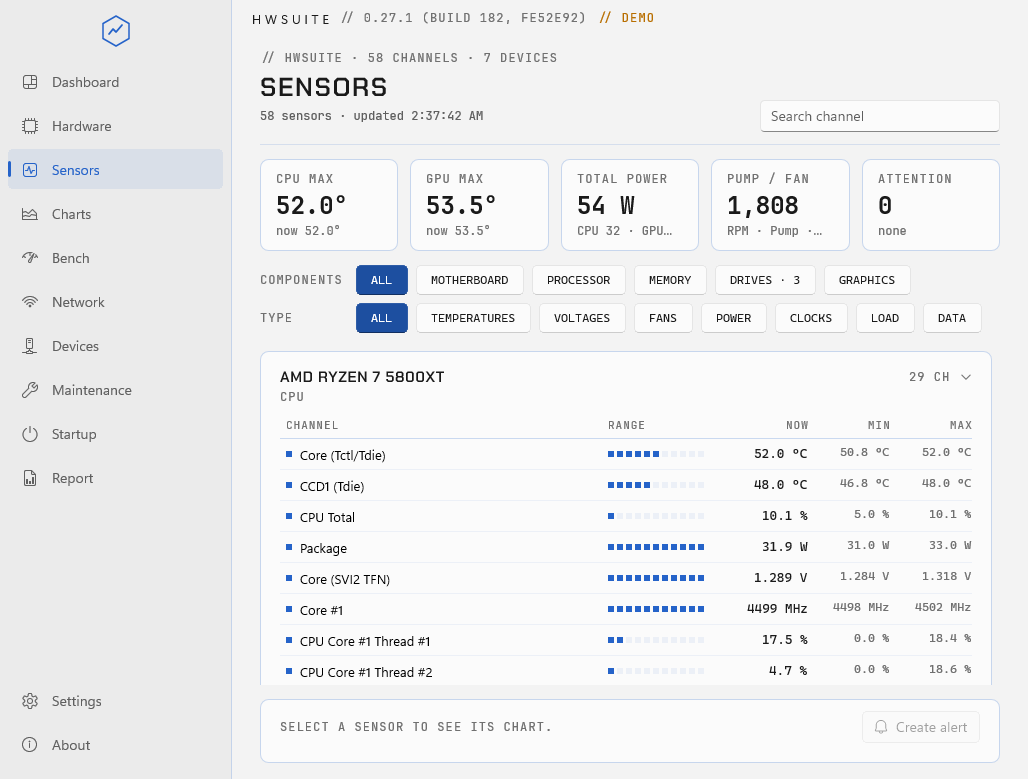 HWSUITE // 0.27.1 (BUILD 182, FE52E92) // DEMO
Dashboard
Hardware
Sensors
Charts
Bench
Network
Devices
Maintenance
Startup
Report
Settings
About
// HWSUITE · 58 CHANNELS · 7 DEVICES
SENSORS
58 sensors · updated 2:37:42 AM
Search channel
CPU MAX
52.0°
now 52.0°
GPU MAX
53.5°
now 53.5°
TOTAL POWER
54 W
CPU 32 · GPU…
PUMP / FAN
1,808
RPM · Pump ·…
ATTENTION
0
none
COMPONENTS ALL MOTHERBOARD PROCESSOR MEMORY DRIVES · 3 GRAPHICS
TYPE ALL TEMPERATURES VOLTAGES FANS POWER CLOCKS LOAD DATA
AMD RYZEN 7 5800XT 29 CH
CPU
CHANNEL RANGE NOW MIN MAX
Core (Tctl/Tdie) 52.0 °C 50.8 °C 52.0 °C
CCD1 (Tdie) 48.0 °C 46.8 °C 48.0 °C
CPU Total 10.1 % 5.0 % 10.1 %
Package 31.9 W 31.0 W 33.0 W
Core (SVI2 TFN) 1.289 V 1.284 V 1.318 V
Core #1 4499 MHz 4498 MHz 4502 MHz
CPU Core #1 Thread #1 17.5 % 0.0 % 18.4 %
CPU Core #1 Thread #2 4.7 % 0.0 % 18.6 %
SELECT A SENSOR TO SEE ITS CHART. Create alert